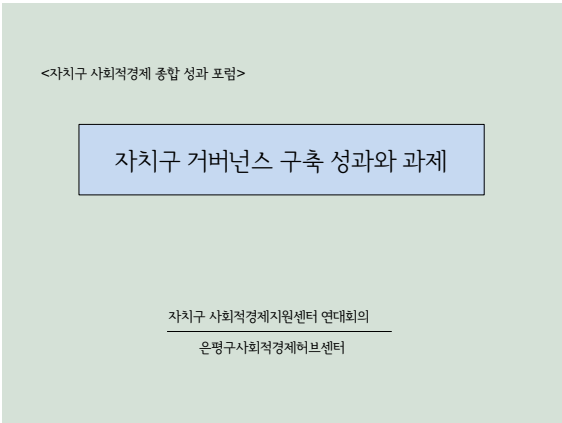 <자치구 사회적경제 종합 성과 포럼>
자치구 거버넌스 구축 성과와 과제
자치구 사회적경제지원센터 연대회의
은평구사회적경제허브센터